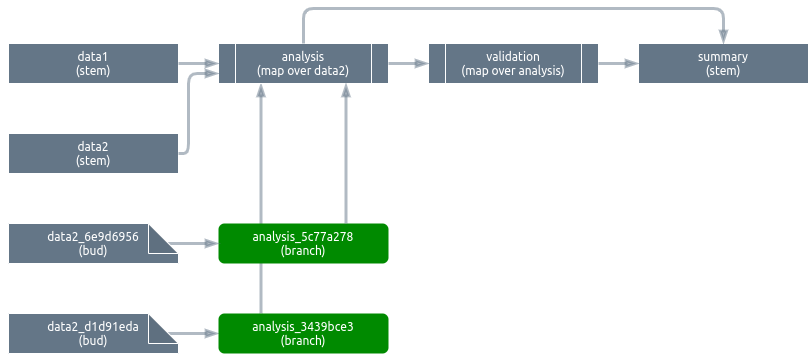 data1
(stem)
analysis
(map over data2)
validation
(map over analysis)
summary
(stem)
data2
(stem)
data2_6e9d6956
(bud)
analysis_5c77a278
(branch)
data2_d1d91eda
(bud)
analysis_3439bce3
(branch)